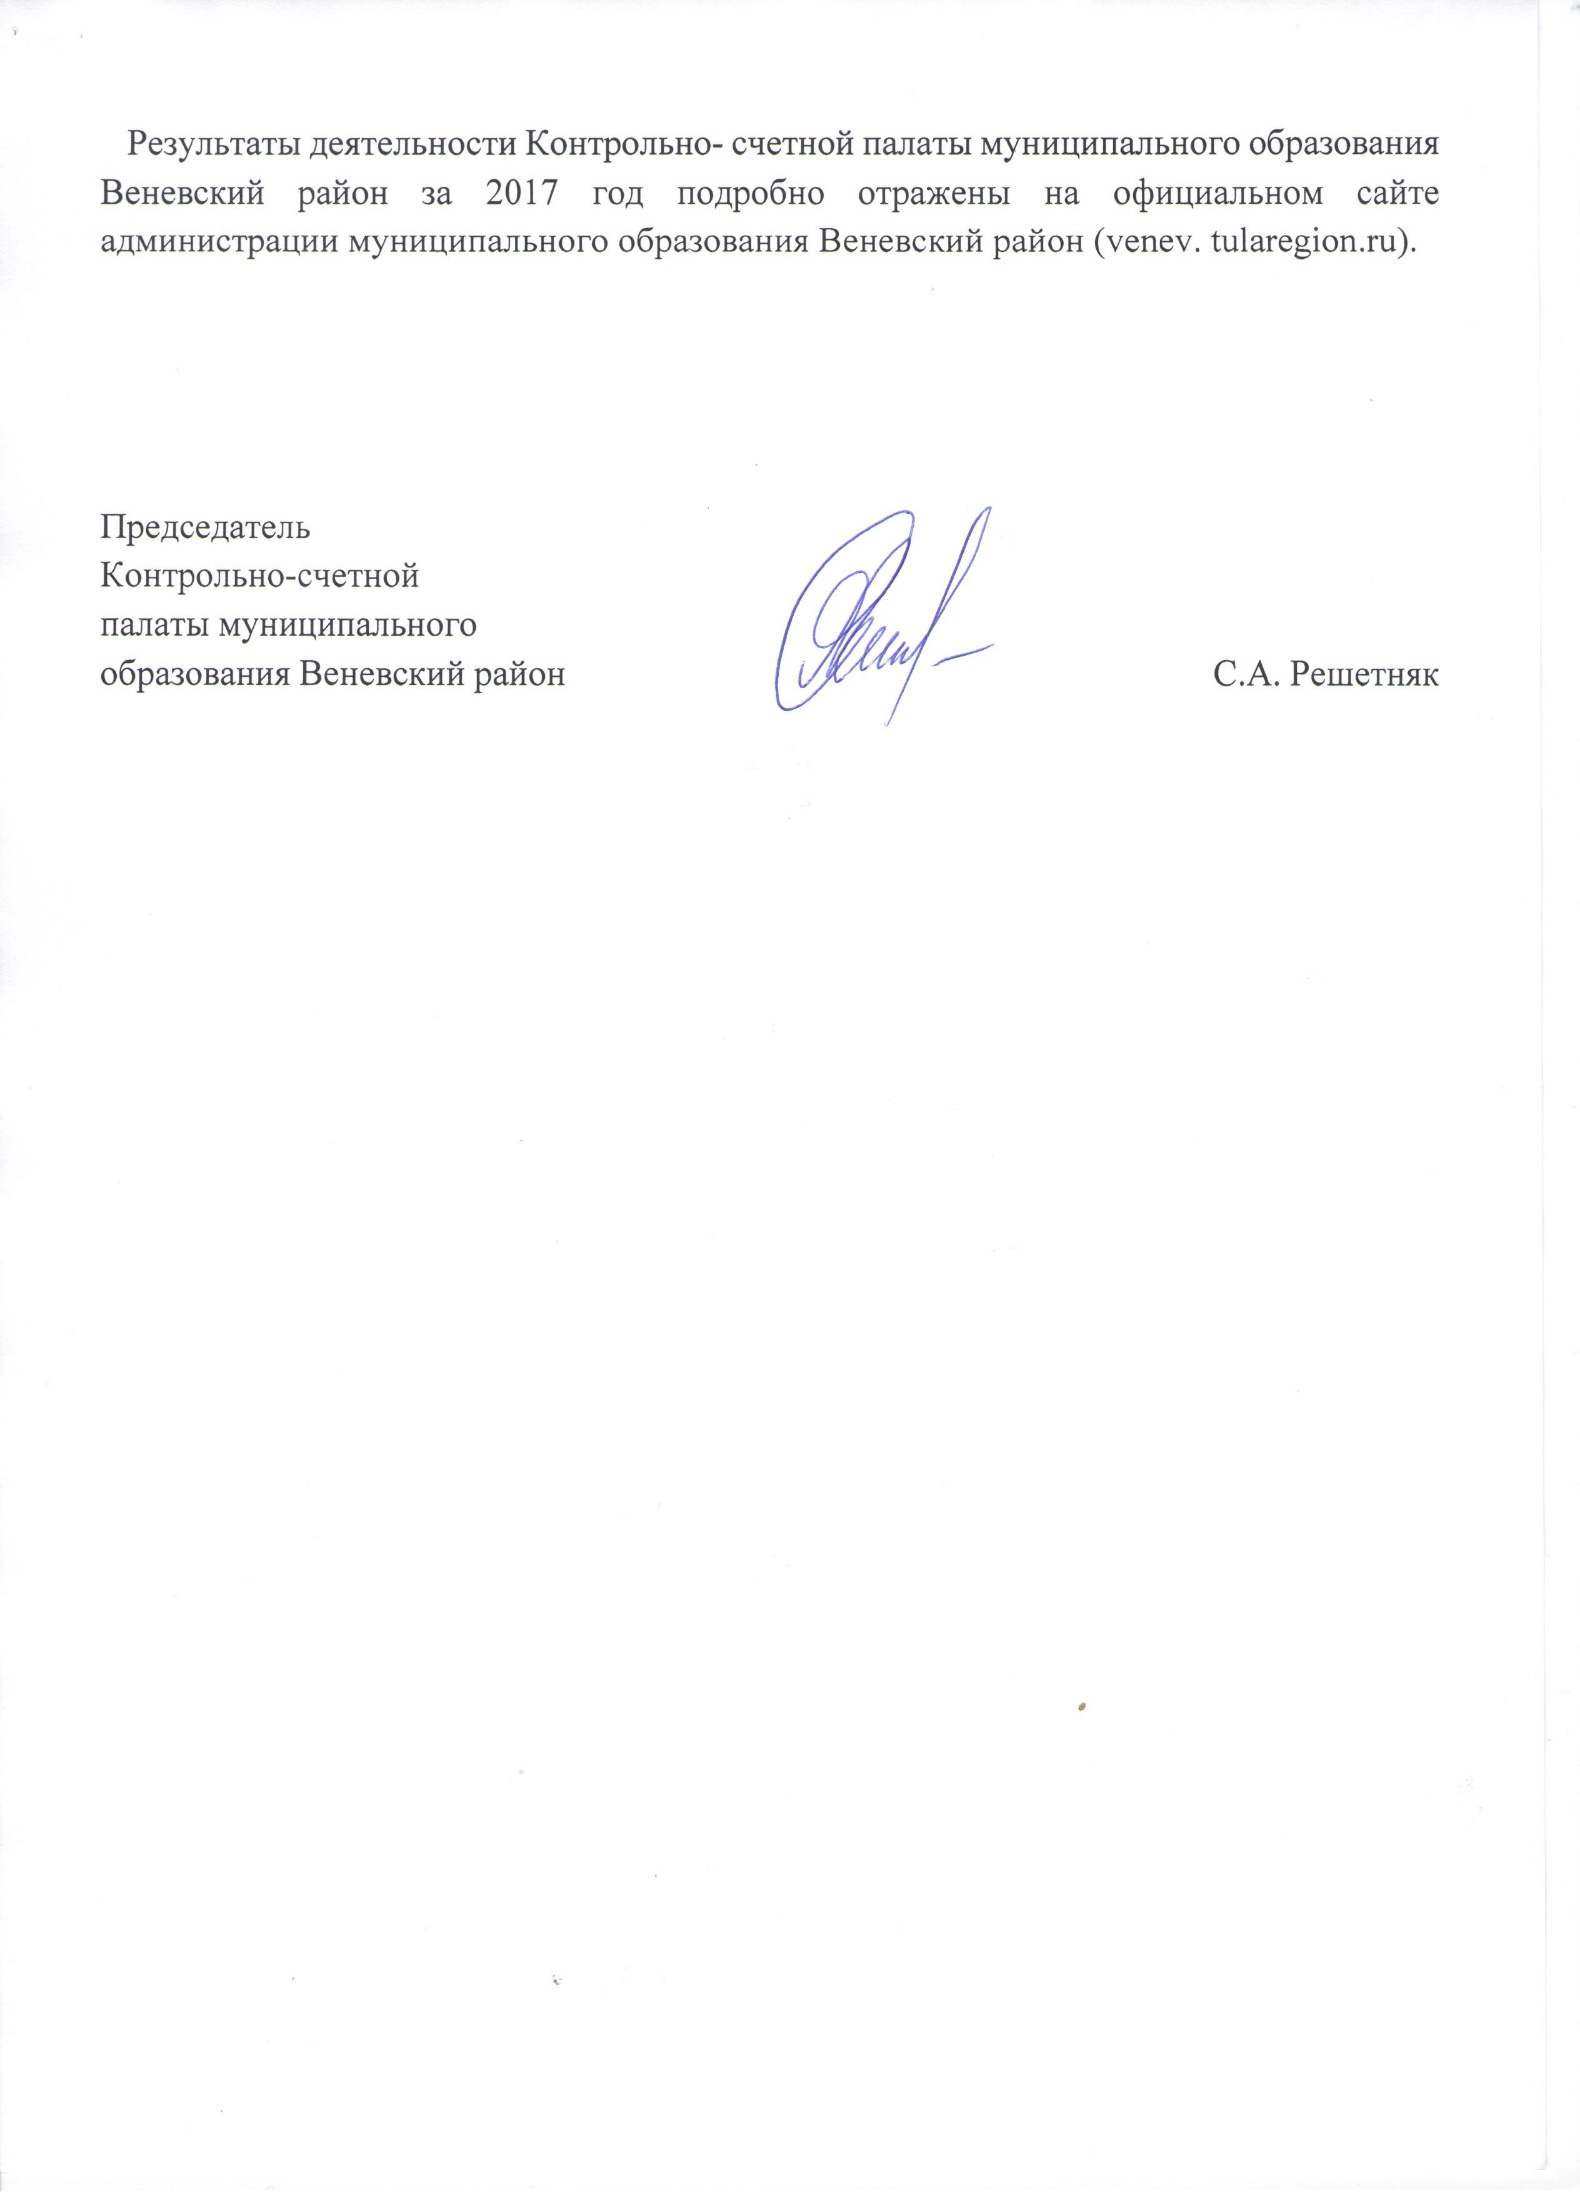 Результаты деятельности Контрольно- счетной палаты муниципального образования
Веневский район за 2017 год подробно отражены на официальном сайте
администрации муниципального образования Веневский район (venev. tularegion.ru).
Председатель
Контрольно-счетной
палаты муниципального
образования Веневский район С.А. Решетняк